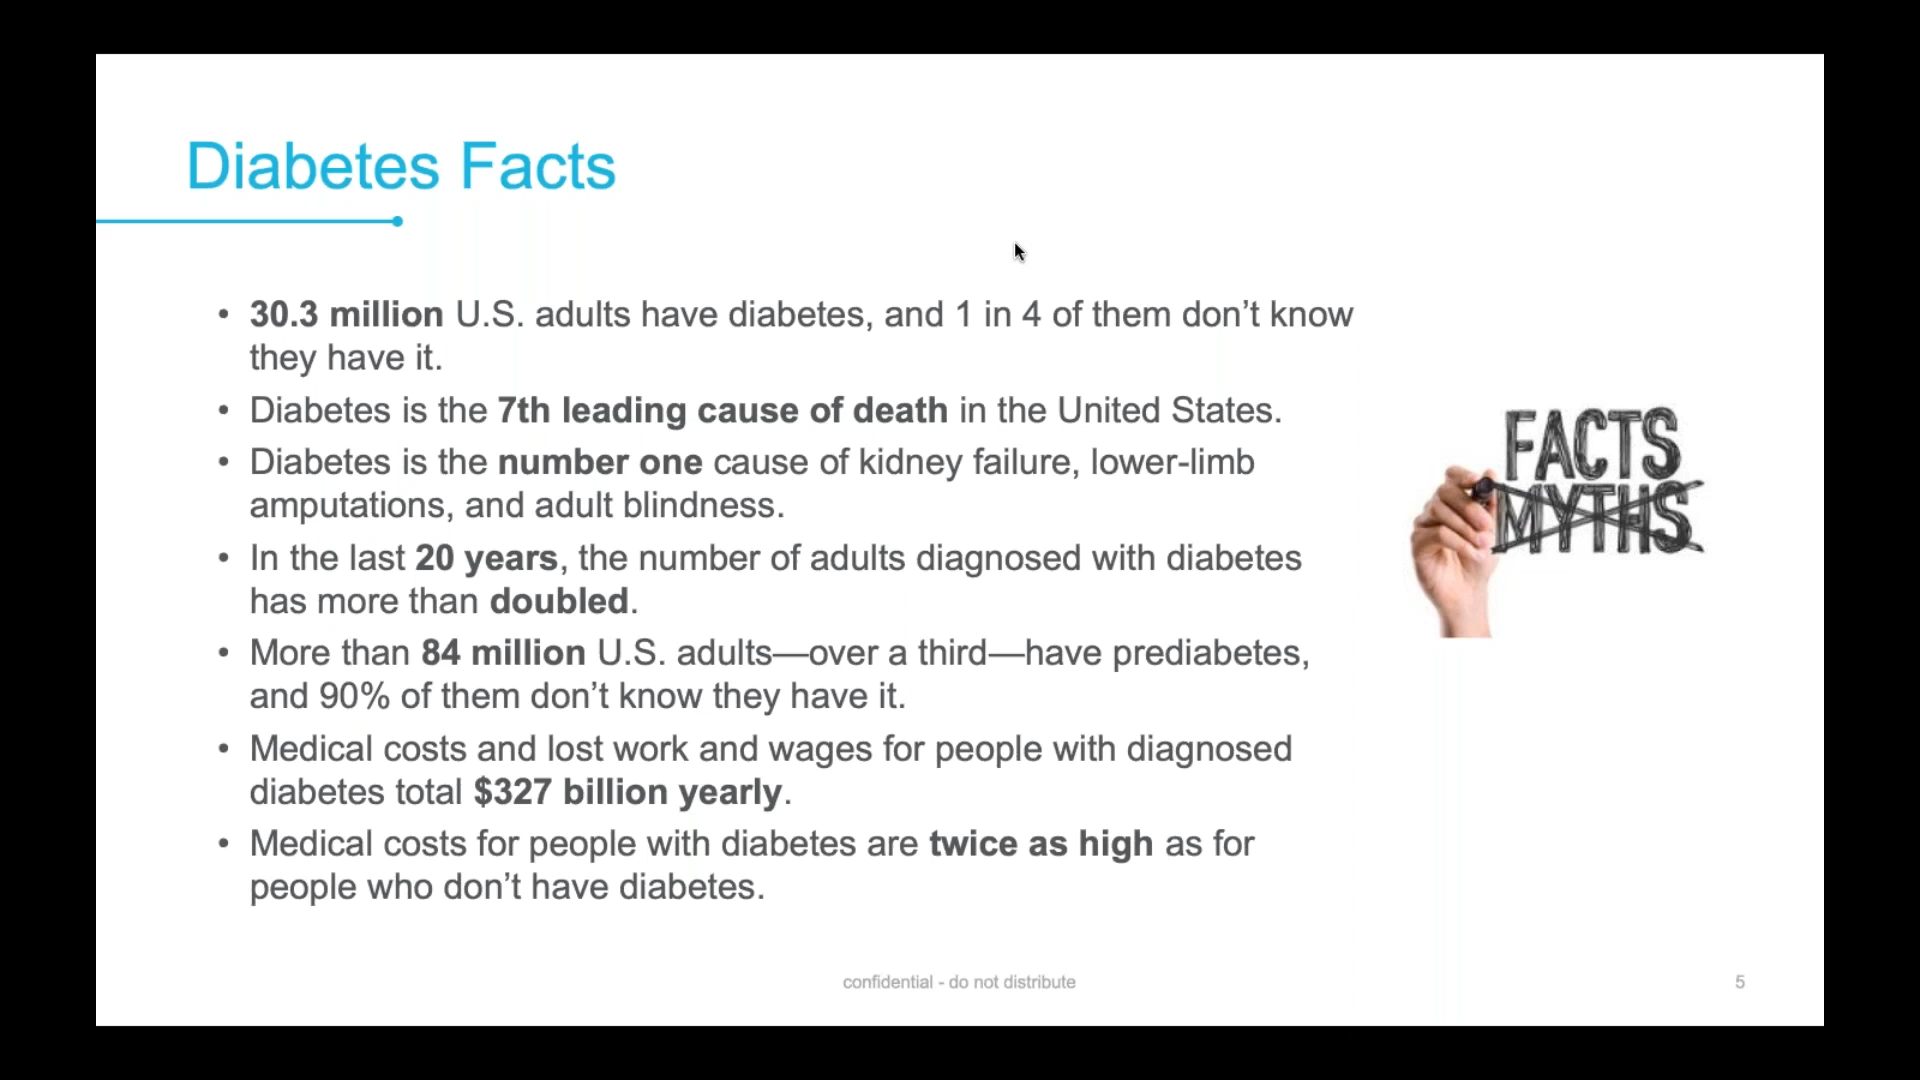 Diabetes Facts
• 30.3 million U.S. adults have diabetes, and 1 in 4 of them don’t know
they have it.
• Diabetes is the 7th leading cause of death in the United States.
• Diabetes is the number one cause of kidney failure, lower-limb
amputations, and adult blindness.
• In the last 20 years, the number of adults diagnosed with diabetes
has more than doubled.
• More than 84 million U.S. adults—over a third—have prediabetes,
and 90% of them don’t know they have it.
• Medical costs and lost work and wages for people with diagnosed
diabetes total $327 billion yearly.
• Medical costs for people with diabetes are twice as high as for
people who don’t have diabetes.
FACTS
MYTHS
confidential - do not distribute
5